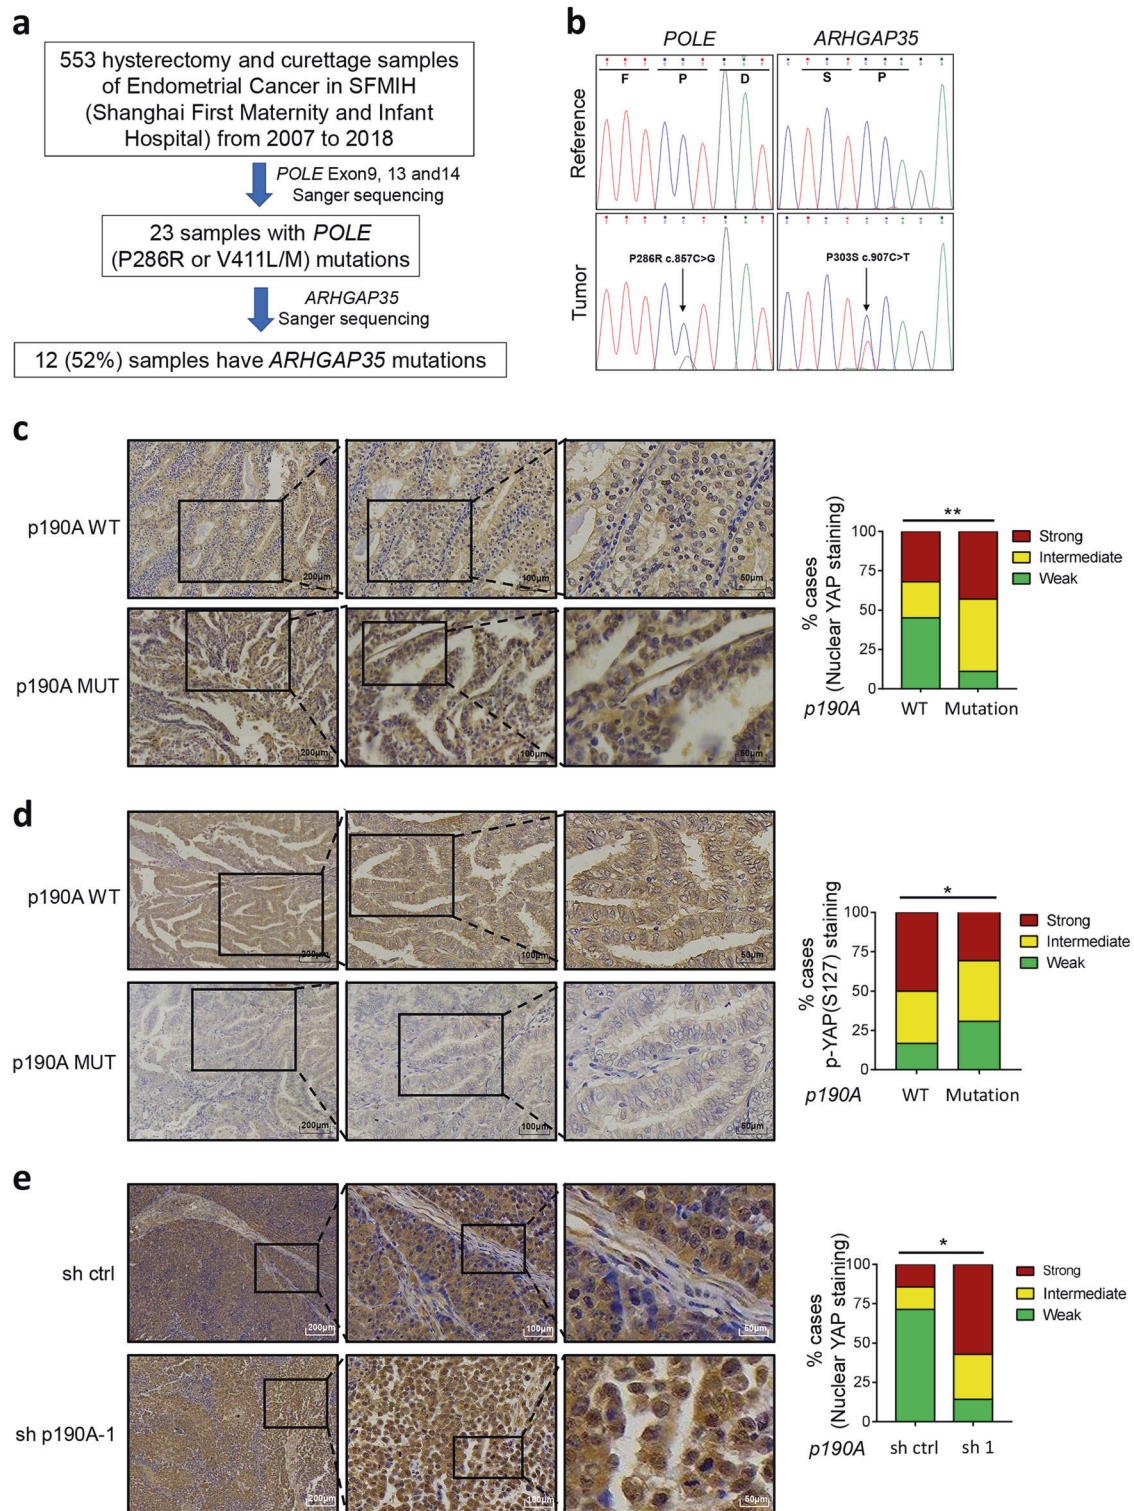 a
553 hysterectomy and curettage samples
of Endometrial Cancer in SFMIH
(Shanghai First Maternity and Infant
Hospital) from 2007 to 2018
POLE Exon9, 13 and14
Sanger sequencing
23 samples with POLE
(P286R or V411L/M) mutations
ARHGAP35
Sanger sequencing
12 (52%) samples have ARHGAP35 mutations
b
POLE ARHGAP35
Reference
F P D S P
Tumor
P286R c.857C>G P303S c.907C>T
c
p190A WT
200μm 100μm 50μm
p190A MUT
200μm 100μm 50μm
**
% cases
(Nuclear YAP staining)
100
75
50
25
0
Strong
Intermediate
Weak
p190A WT Mutation
d
p190A WT
200μm 100μm 50μm
p190A MUT
200μm 100μm 50μm
*
% cases
p-YAP(S127) staining
100
75
50
25
0
Strong
Intermediate
Weak
p190A WT Mutation
e
sh ctrl
200μm 100μm 50μm
sh p190A-1
200μm 100μm 50μm
*
% cases
(Nuclear YAP staining)
100
75
50
25
0
Strong
Intermediate
Weak
p190A sh ctrl sh 1